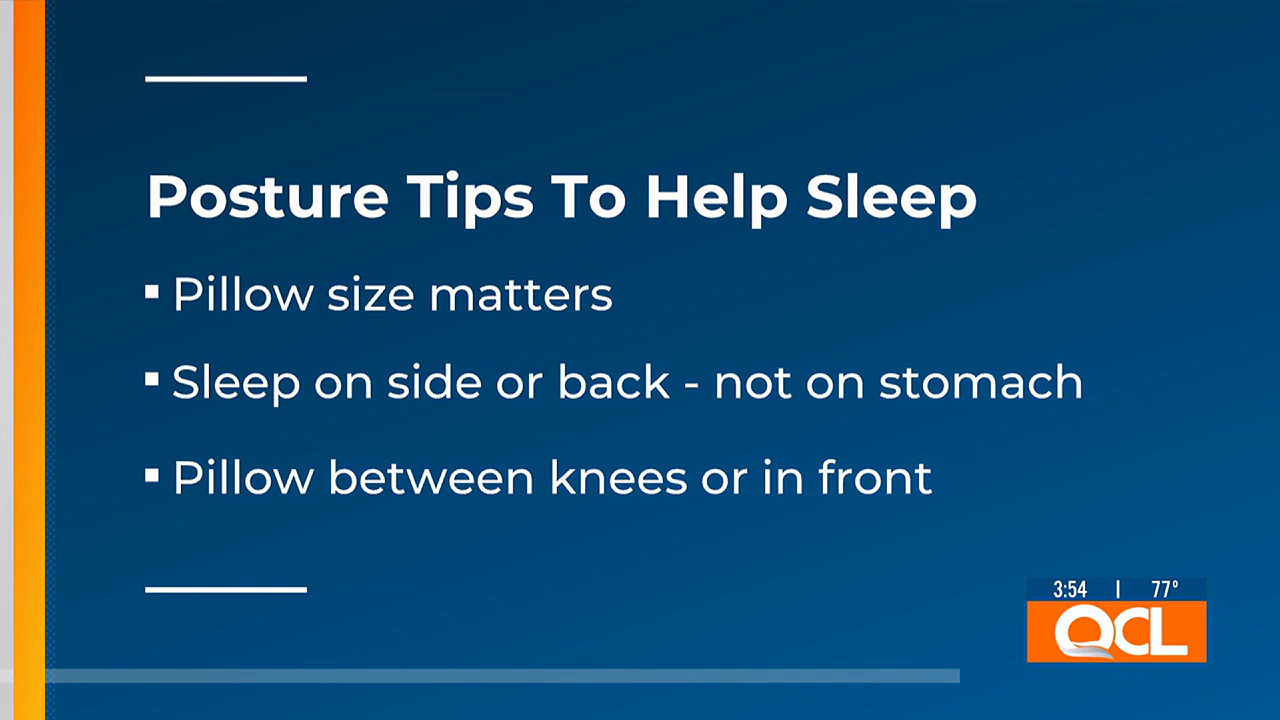 Posture Tips To Help Sleep
▪ Pillow size matters
▪ Sleep on side or back - not on stomach
▪ Pillow between knees or in front
3:54 | 77°
QCL